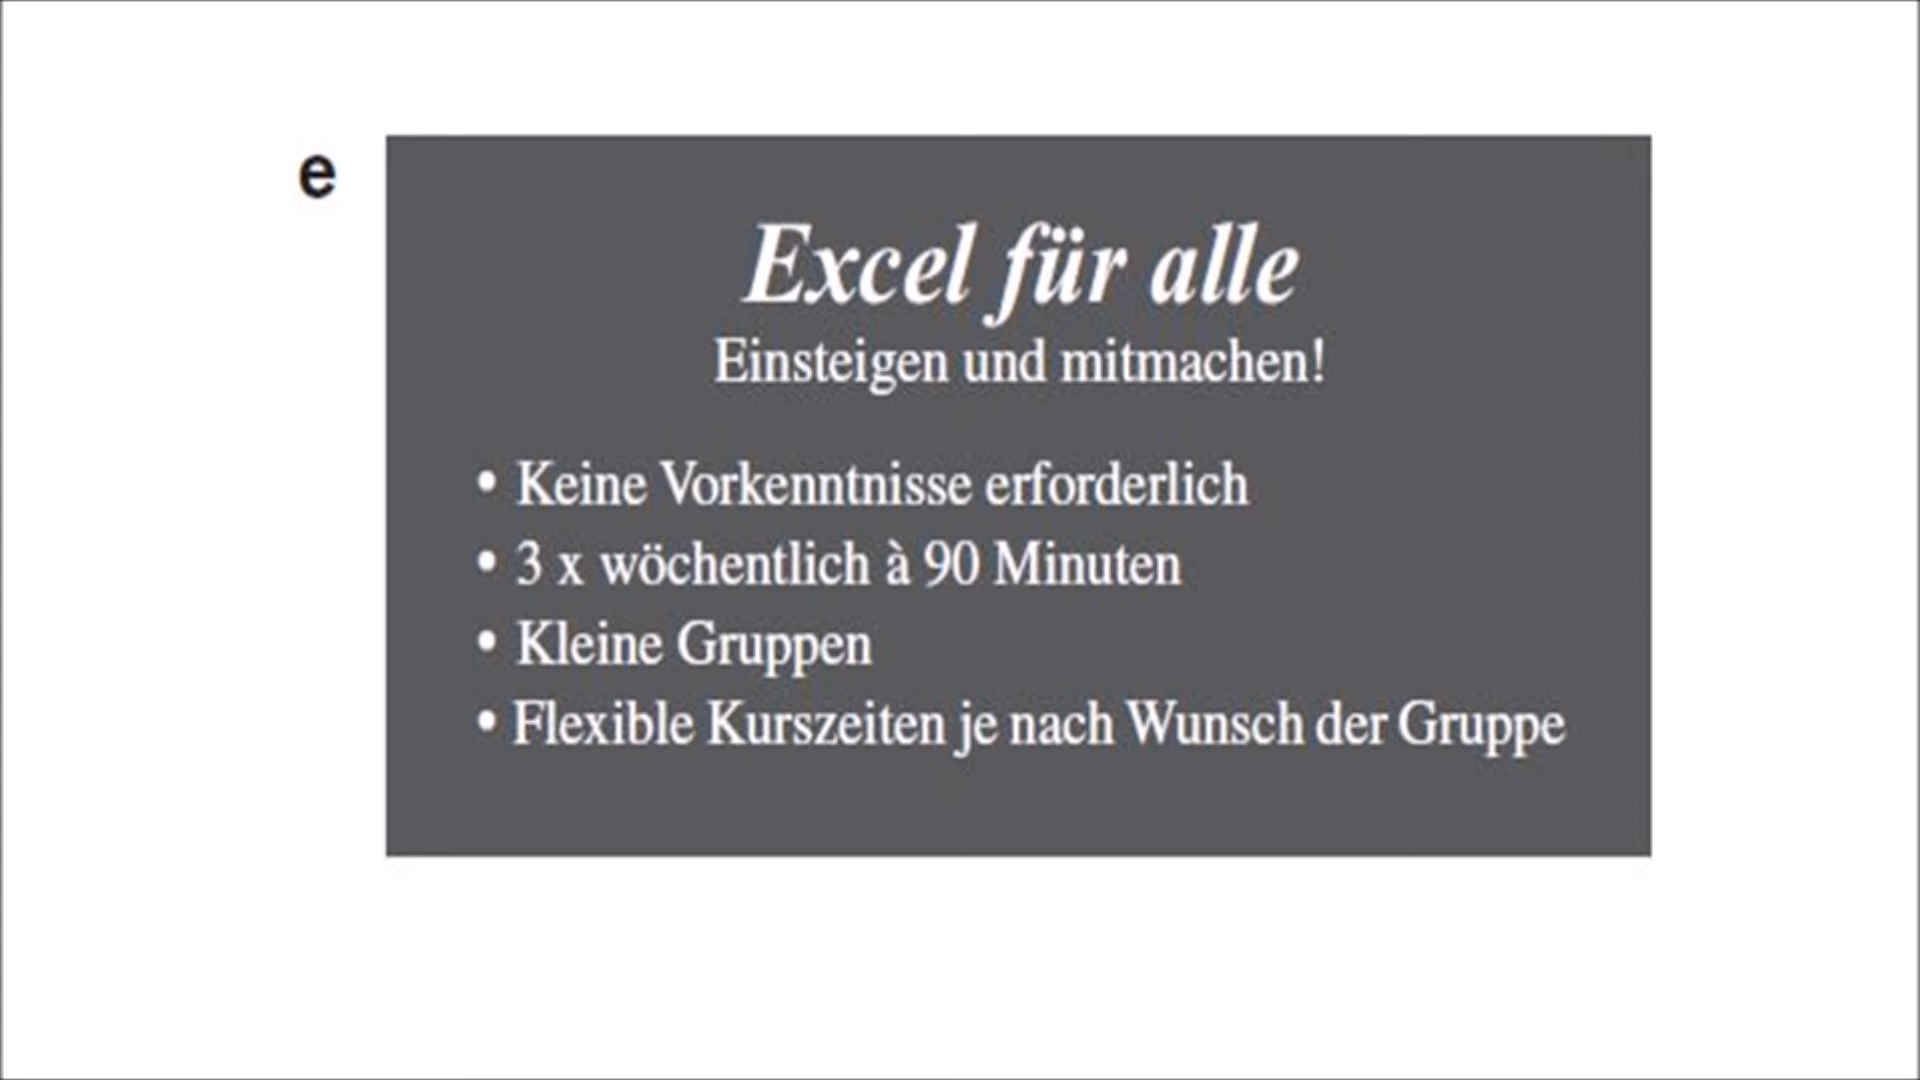 e
Excel für alle
Einsteigen und mitmachen!
• Keine Vorkenntnisse erforderlich
• 3 x wöchentlich à 90 Minuten
• Kleine Gruppen
• Flexible Kurszeiten je nach Wunsch der Gruppe